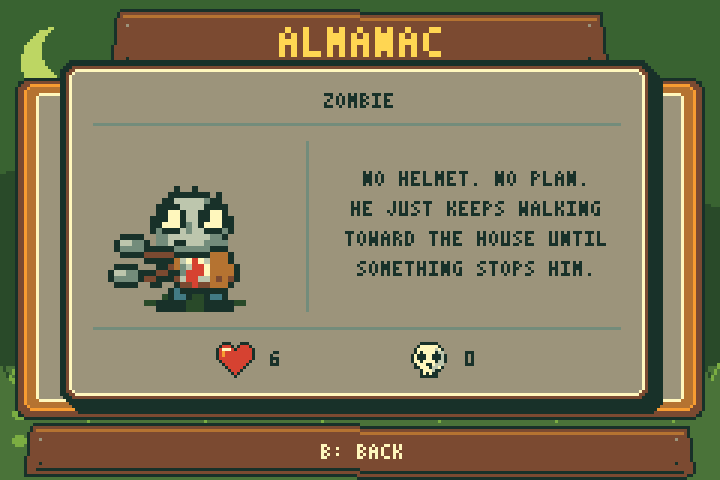 ALMANAC
ZOMBIE
NO HELMET. NO PLAN.
HE JUST KEEPS WALKING
TOWARD THE HOUSE UNTIL
SOMETHING STOPS HIM.
6
0
B: BACK